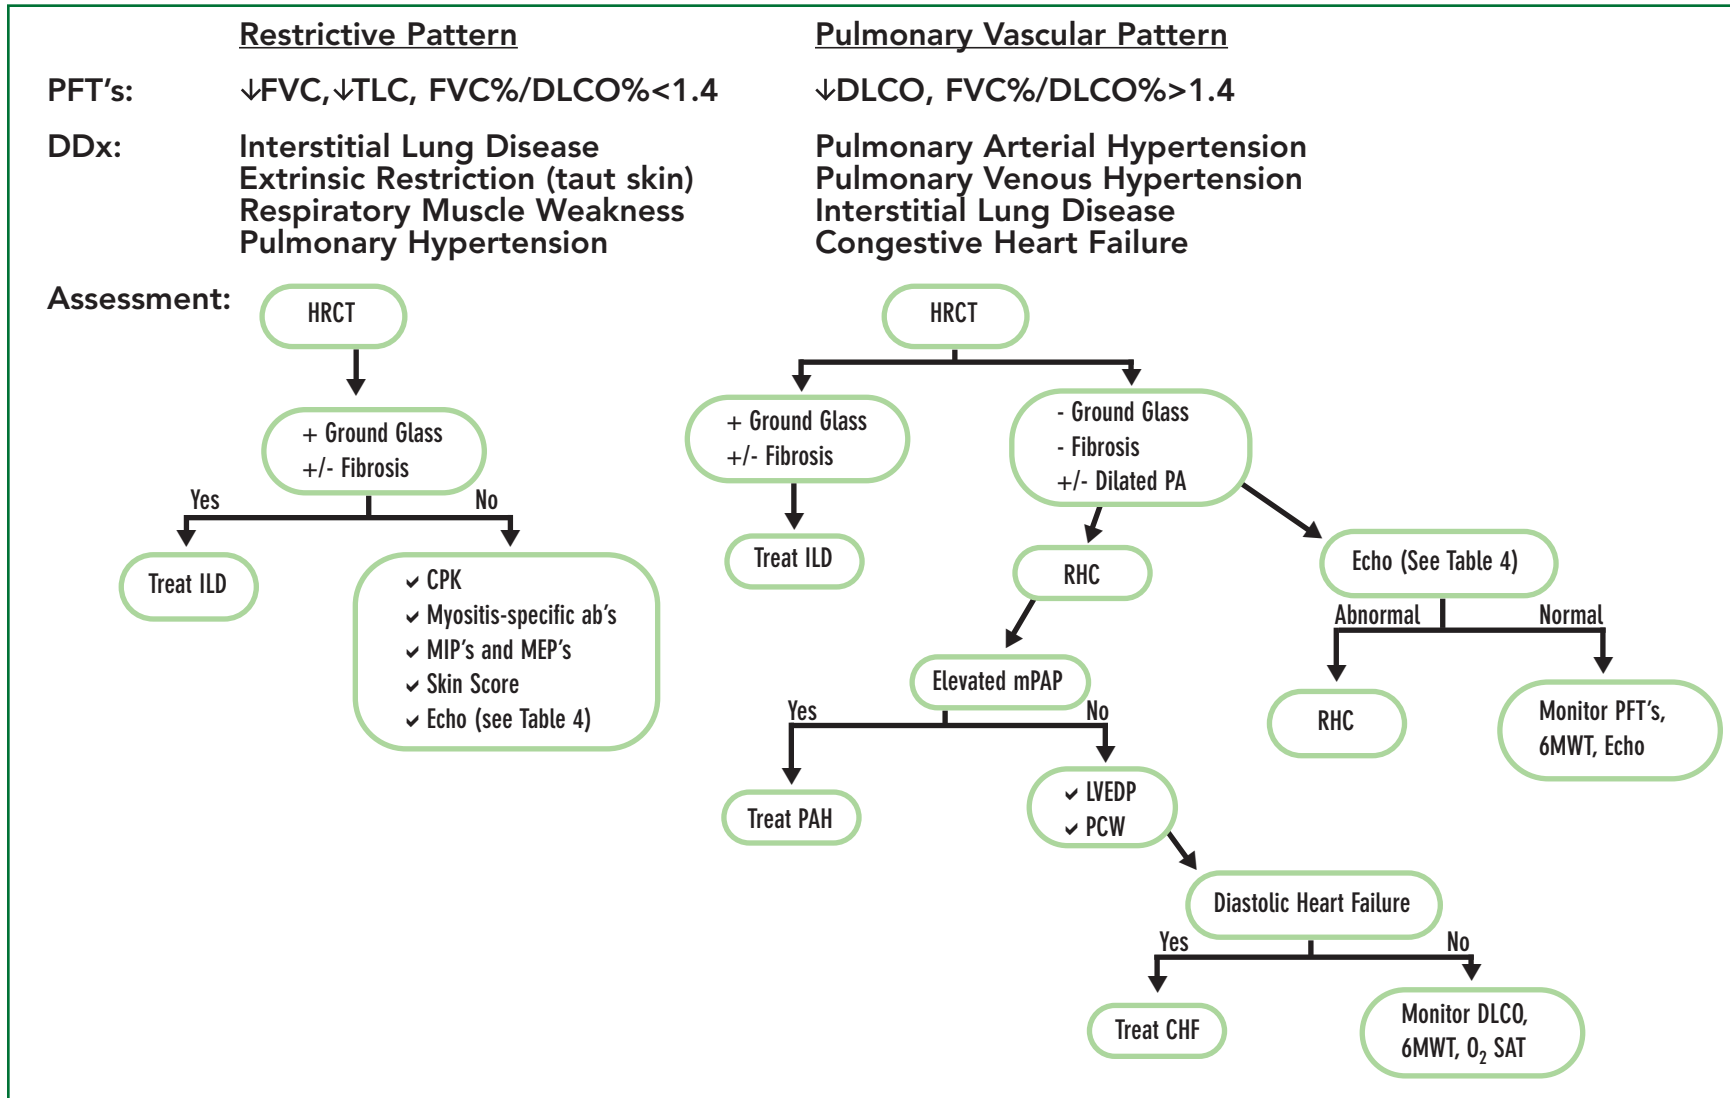 Restrictive Pattern
Pulmonary Vascular Pattern
PFT's:
↓FVC,↓TLC, FVC%/DLCO%<1.4
↓DLCO, FVC%/DLCO%>1.4
DDx:
Interstitial Lung Disease
Extrinsic Restriction (taut skin)
Respiratory Muscle Weakness
Pulmonary Hypertension
Pulmonary Arterial Hypertension
Pulmonary Venous Hypertension
Interstitial Lung Disease
Congestive Heart Failure
Assessment:
HRCT
+ Ground Glass
+/- Fibrosis
Yes
No
Treat ILD
✓ CPK
✓ Myositis-specific ab's
✓ MIP's and MEP's
✓ Skin Score
✓ Echo (see Table 4)
HRCT
+ Ground Glass
+/- Fibrosis
Treat ILD
- Ground Glass
- Fibrosis
+/- Dilated PA
RHC
Echo (See Table 4)
Abnormal
Normal
RHC
Monitor PFT's,
6MWT, Echo
Elevated mPAP
Yes
No
Treat PAH
✓ LVEDP
✓ PCW
Diastolic Heart Failure
Yes
No
Treat CHF
Monitor DLCO,
6MWT, O₂ SAT